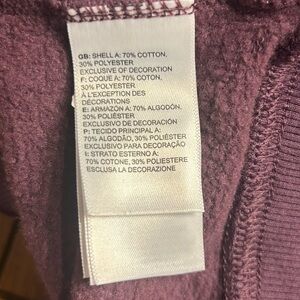 GB: SHELL A: 70% COTTON,
30% POLYESTER
EXCLUSIVE OF DECORATION
F: COQUE A: 70% COTON,
30% POLYESTER
À L'EXCEPTION DES
DÉCORATIONS
E: ARMAZÓN A: 70% ALGODÓN,
30% POLIÉSTER
EXCLUSIVO DE DECORACIÓN
P: TECIDO PRINCIPAL A:
70% ALGODÃO, 30% POLIÉSTER
EXCLUSIVO PARA DECORAÇÃO
I: STRATO ESTERNO A:
70% COTONE, 30% POLIESTERE
ESCLUSA LA DECORAZIONE